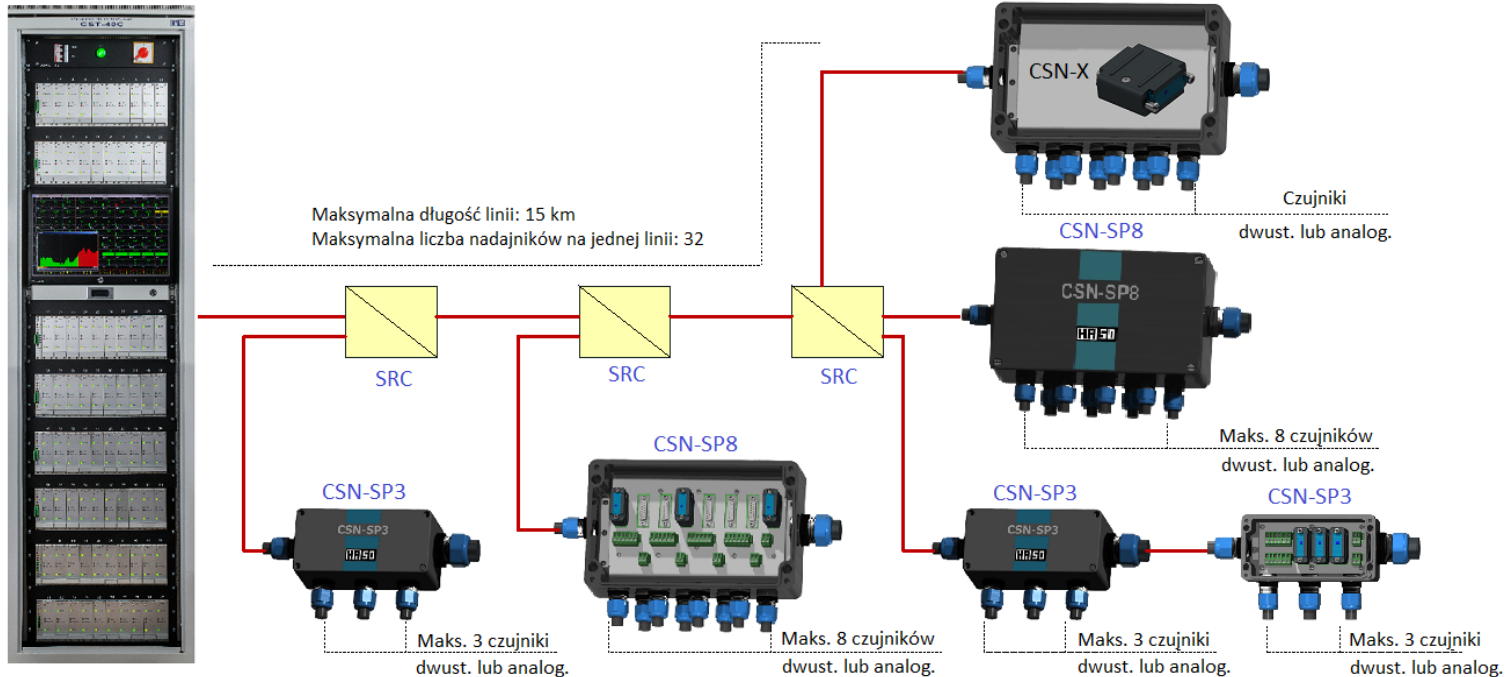 CST-40C
CSN-X
Czujniki
dwust. lub analog.
Maksymalna długość linii: 15 km
Maksymalna liczba nadajników na jednej linii: 32
CSN-SP8
CSN-SP8
HASO
SRC
SRC
SRC
Maks. 8 czujników
dwust. lub analog.
CSN-SP3
CSN-SP3
HASO
Maks. 3 czujniki
dwust. lub analog.
CSN-SP8
Maks. 8 czujników
dwust. lub analog.
CSN-SP3
CSN-SP3
HASO
Maks. 3 czujniki
dwust. lub analog.
CSN-SP3
Maks. 3 czujniki
dwust. lub analog.